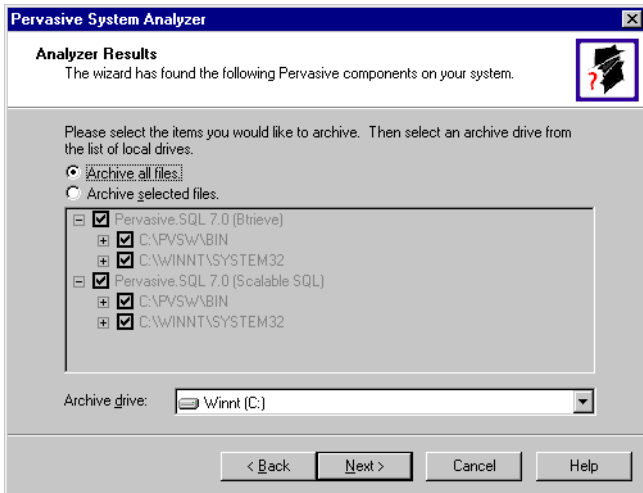 Pervasive System Analyzer
Analyzer Results
The wizard has found the following Pervasive components on your system.
?
Please select the items you would like to archive. Then select an archive drive from
the list of local drives.
Archive all files.
Archive selected files.
Pervasive.SQL 7.0 (Btrieve)
C:\PVSW\BIN
C:\WINNT\SYSTEM32
Pervasive.SQL 7.0 (Scalable SQL)
C:\PVSW\BIN
C:\WINNT\SYSTEM32
Archive drive: Winnt (C:)
< Back Next > Cancel Help